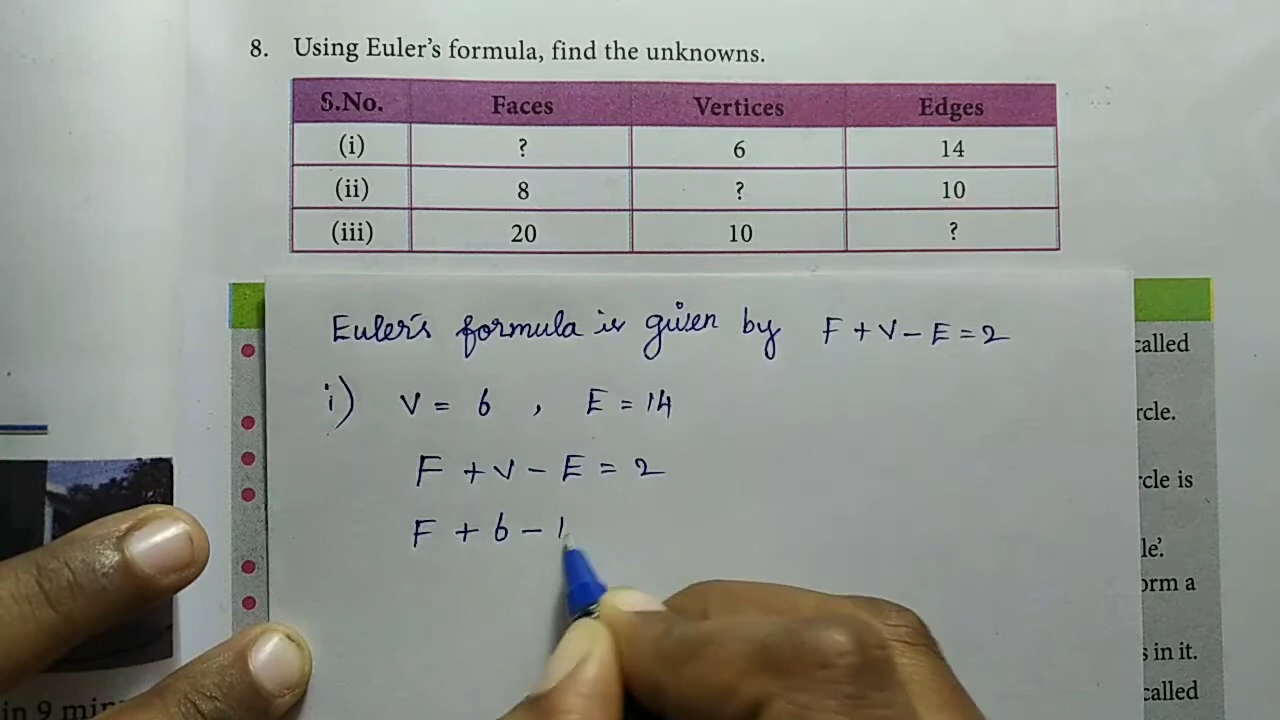 8. Using Euler's formula, find the unknowns.
S.No. Faces Vertices Edges
(i) ? 6 14
(ii) 8 ? 10
(iii) 20 10 ?
Euler's formula is given by F + V - E = 2
called
i) V = 6 , E = 14
rcle.
F + V - E = 2
rcle is
F + 6 - 1
le'.
orm a
s in it.
called
in 9